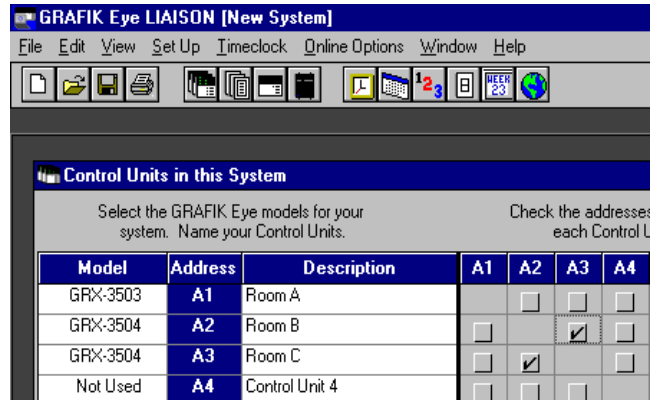 GRAFIK Eye LIAISON [New System]
File Edit View Set Up Timeclock Online Options Window Help
123 WEEK 23
Control Units in this System
Select the GRAFIK Eye models for your system. Name your Control Units.
Check the addresses
each Control
Model Address Description A1 A2 A3 A4
GRX-3503 A1 Room A
GRX-3504 A2 Room B
GRX-3504 A3 Room C
Not Used A4 Control Unit 4